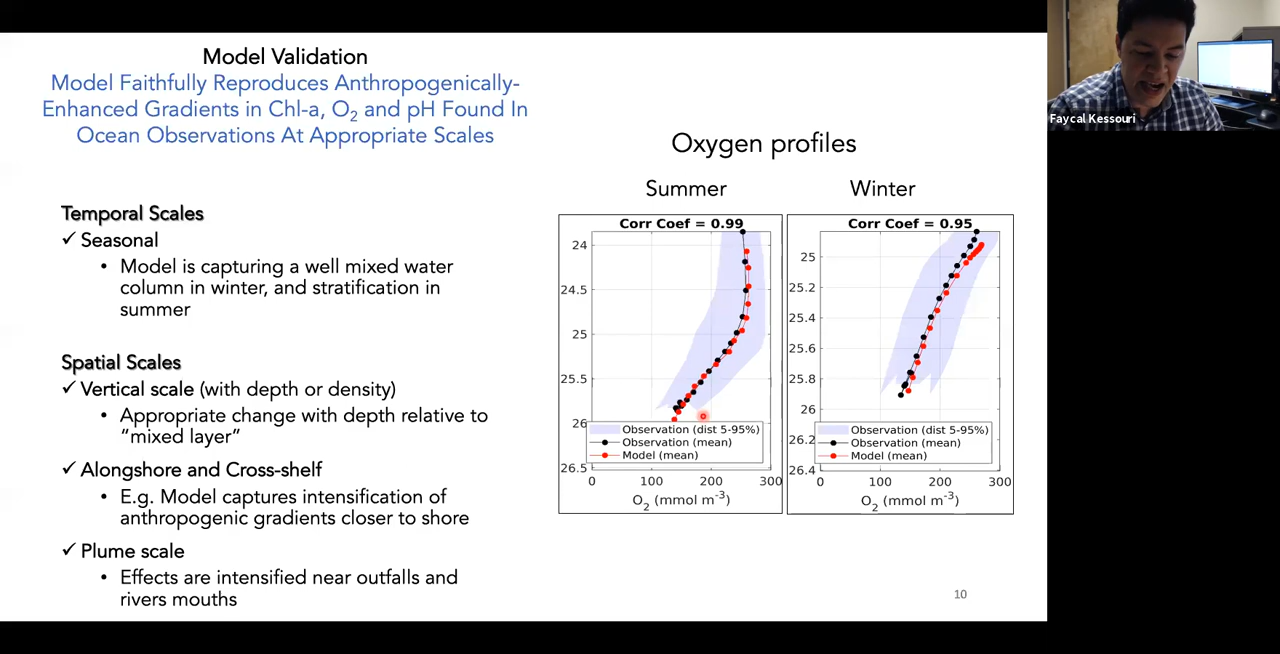 Model Validation
Model Faithfully Reproduces Anthropogenically-
Enhanced Gradients in Chl-a, O2 and pH Found In
Ocean Observations At Appropriate Scales
Temporal Scales
✓ Seasonal
• Model is capturing a well mixed water
column in winter, and stratification in
summer
Spatial Scales
✓ Vertical scale (with depth or density)
• Appropriate change with depth relative to
“mixed layer”
✓ Alongshore and Cross-shelf
• E.g. Model captures intensification of
anthropogenic gradients closer to shore
✓ Plume scale
• Effects are intensified near outfalls and
rivers mouths
Oxygen profiles
Summer
Corr Coef = 0.99
24
24.5
25
25.5
26
26.5
Observation (dist 5-95%)
Observation (mean)
Model (mean)
0 100 200 300
O2 (mmol m-3)
Winter
Corr Coef = 0.95
25
25.2
25.4
25.6
25.8
26
26.2
26.4
Observation (dist 5-95%)
Observation (mean)
Model (mean)
0 100 200 300
O2 (mmol m-3)
10
Faycal Kessouri